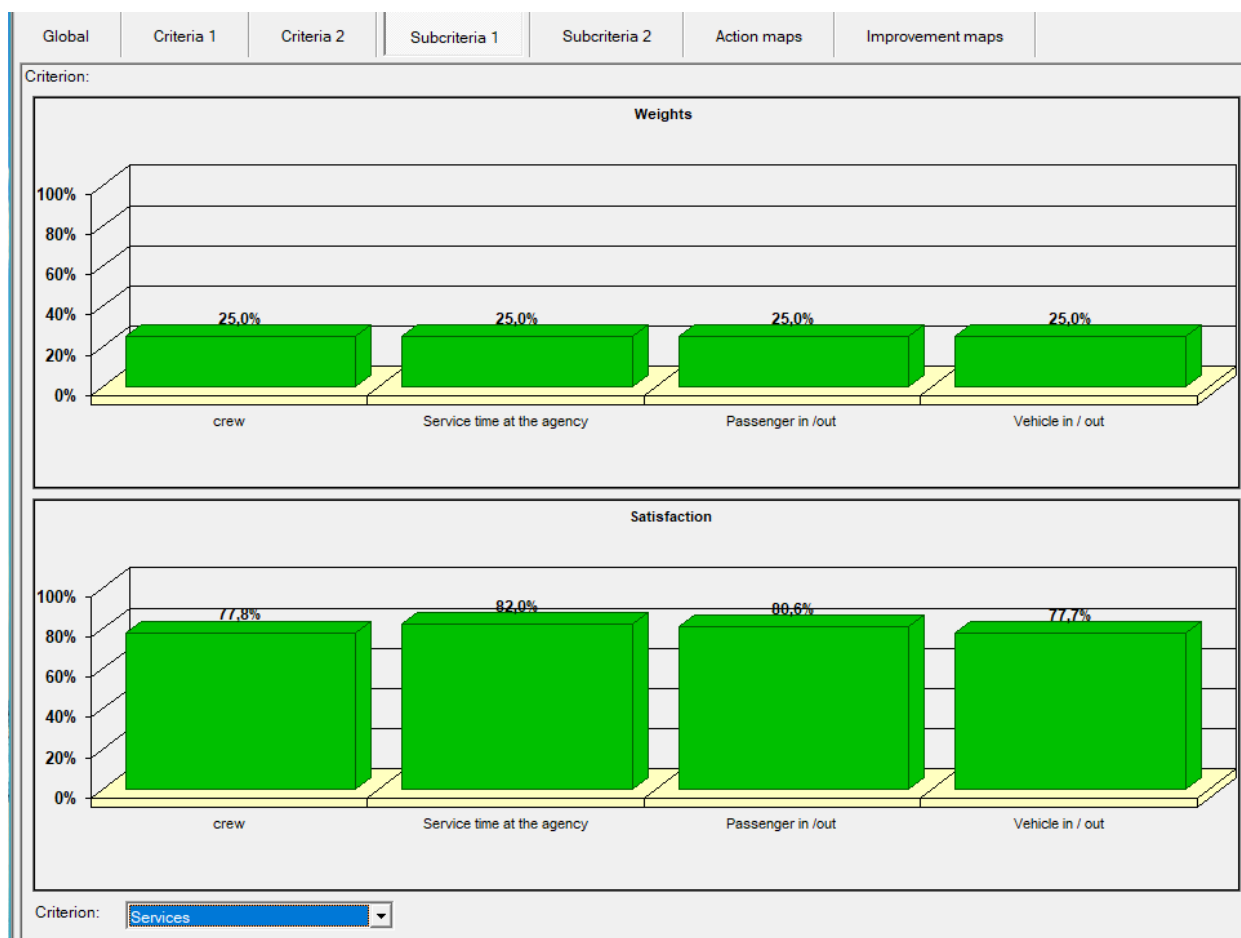 Global Criteria 1 Criteria 2 Subcriteria 1 Subcriteria 2 Action maps Improvement maps
Criterion:
Weights
100%
80%
60%
40%
20%
0%
25,0% 25,0% 25,0% 25,0%
crew Service time at the agency Passenger in /out Vehicle in / out
Satisfaction
100%
80%
60%
40%
20%
0%
77,8% 82,0% 80,6% 77,7%
crew Service time at the agency Passenger in /out Vehicle in / out
Criterion: Services